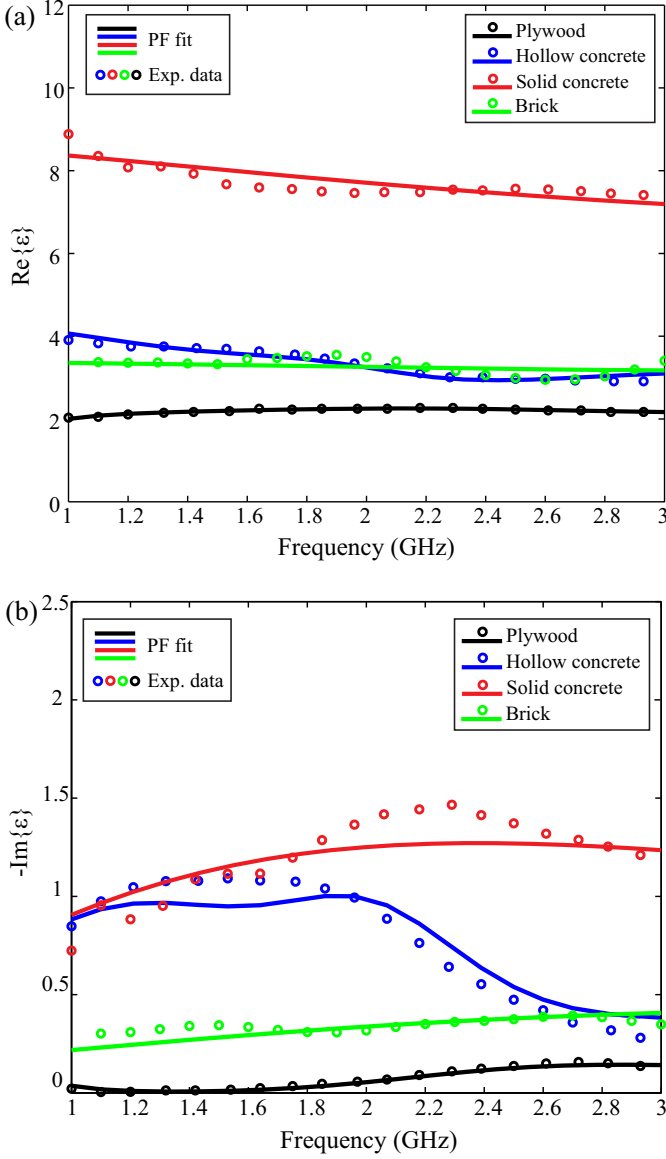 (a)
12
10
8
6
4
2
0
Re{ε}
PF fit
Exp. data
Plywood
Hollow concrete
Solid concrete
Brick
1 1.2 1.4 1.6 1.8 2 2.2 2.4 2.6 2.8 3
Frequency (GHz)
(b)
2.5
2
1.5
1
0.5
0
-Im{ε}
PF fit
Exp. data
Plywood
Hollow concrete
Solid concrete
Brick
1 1.2 1.4 1.6 1.8 2 2.2 2.4 2.6 2.8 3
Frequency (GHz)